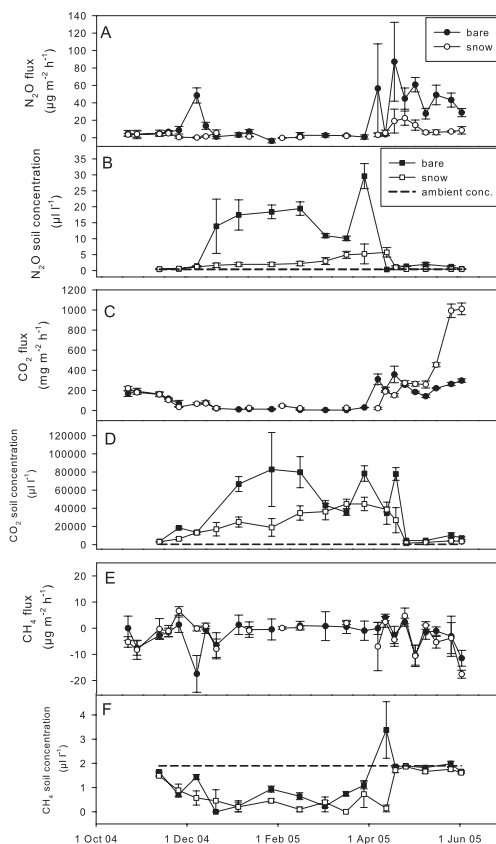 A
N₂O flux
(µg m⁻² h⁻¹)
140
120
100
80
60
40
20
0
bare
snow
B
N₂O soil concentration
(µl l⁻¹)
35
30
25
20
15
10
5
0
bare
snow
ambient conc.
C
CO₂ flux
(mg m⁻² h⁻¹)
1200
1000
800
600
400
200
0
D
CO₂ soil concentration
(µl l⁻¹)
120000
100000
80000
60000
40000
20000
0
E
CH₄ flux
(µg m⁻² h⁻¹)
20
10
0
-10
-20
F
CH₄ soil concentration
(µl l⁻¹)
4
3
2
1
0
1 Oct 04
1 Dec 04
1 Feb 05
1 Apr 05
1 Jun 05